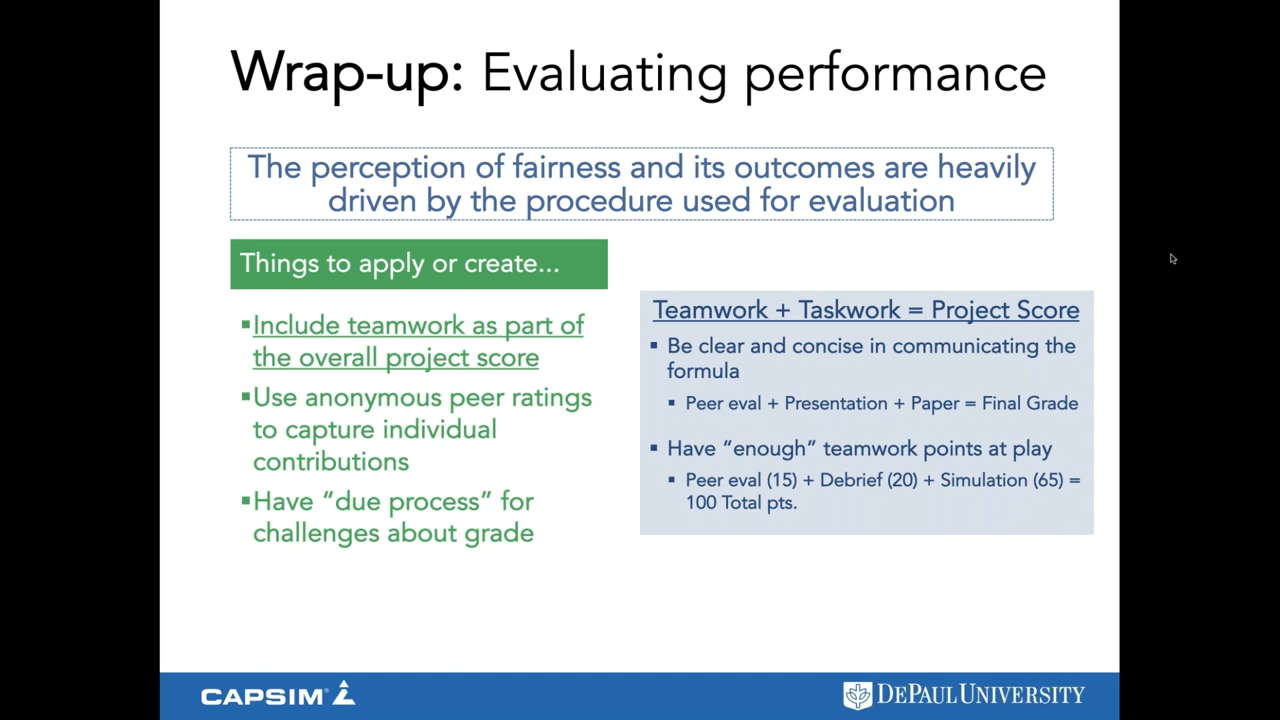 Wrap-up: Evaluating performance
The perception of fairness and its outcomes are heavily
driven by the procedure used for evaluation
Things to apply or create...
▪Include teamwork as part of
the overall project score
▪Use anonymous peer ratings
to capture individual
contributions
▪Have “due process” for
challenges about grade
Teamwork + Taskwork = Project Score
▪ Be clear and concise in communicating the
formula
▪ Peer eval + Presentation + Paper = Final Grade
▪ Have “enough” teamwork points at play
▪ Peer eval (15) + Debrief (20) + Simulation (65) =
100 Total pts.
CAPSIM®
DEPAUL UNIVERSITY